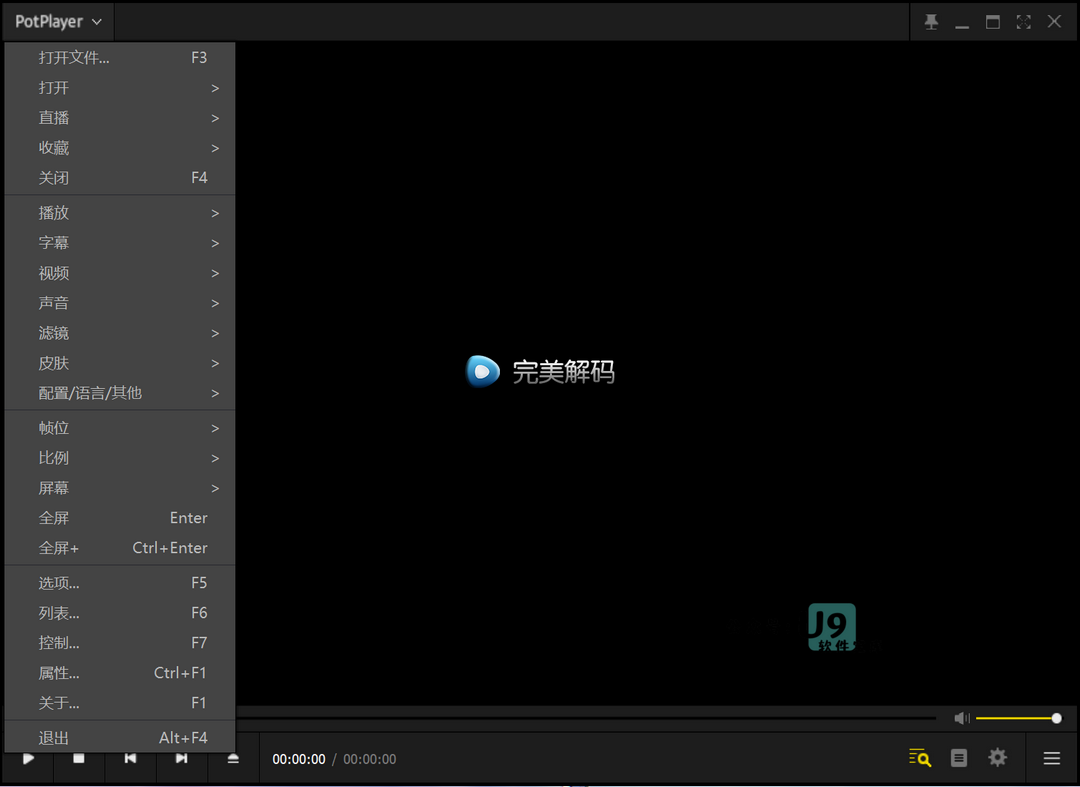 PotPlayer
打开文件... F3
打开 >
直播 >
收藏 >
关闭 F4
播放 >
字幕 >
视频 >
声音 >
滤镜 >
皮肤 >
配置/语言/其他 >
帧位 >
比例 >
屏幕 >
全屏 Enter
全屏+ Ctrl+Enter
选项... F5
列表... F6
控制... F7
属性... Ctrl+F1
关于... F1
退出 Alt+F4
完美解码
J9
软件
00:00:00 / 00:00:00